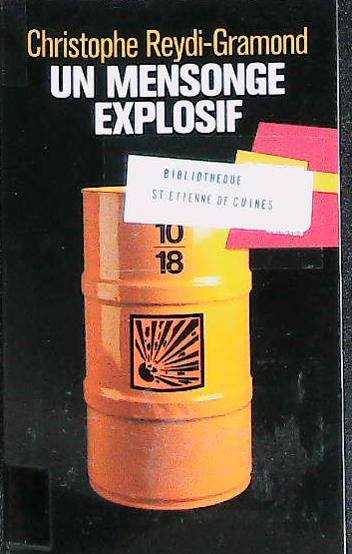 Christophe Reydi-Gramond
UN MENSONGE
EXPLOSIF
BIBLIOTHEQUE
ST ETIENNE DE CUINES
10
18